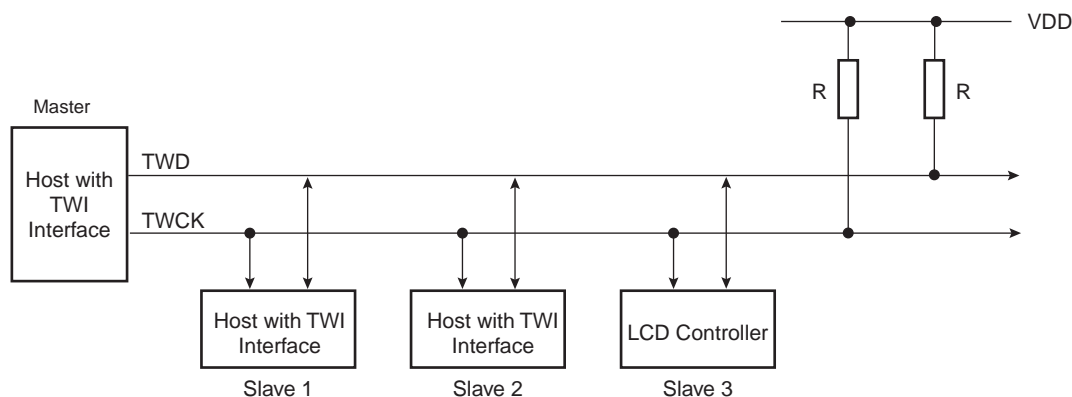 VDD
R
R
Master
Host with
TWI
Interface
TWD
TWCK
Host with TWI
Interface
Host with TWI
Interface
LCD Controller
Slave 1
Slave 2
Slave 3